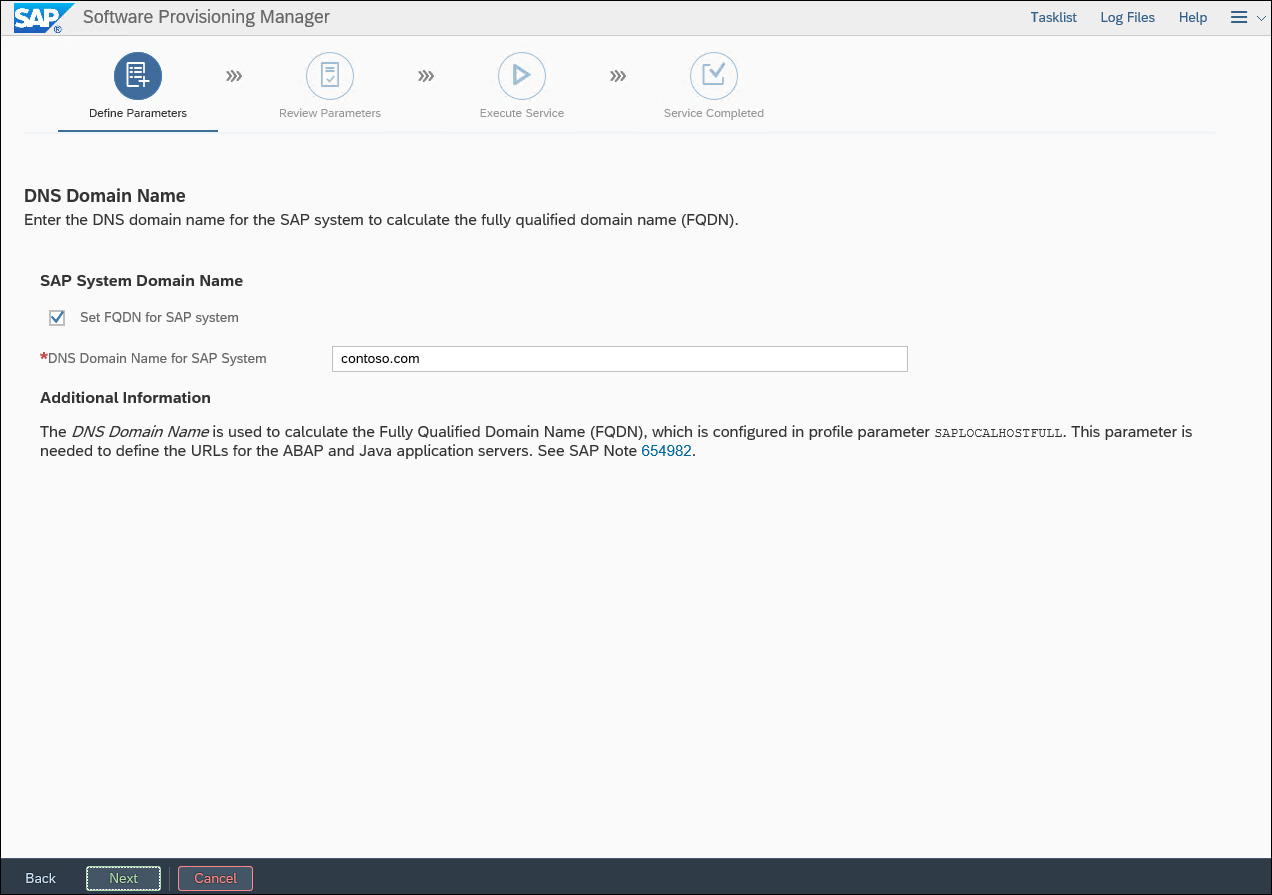 SAP® Software Provisioning Manager Tasklist Log Files Help
Define Parameters Review Parameters Execute Service Service Completed
DNS Domain Name
Enter the DNS domain name for the SAP system to calculate the fully qualified domain name (FQDN).
SAP System Domain Name
Set FQDN for SAP system
*DNS Domain Name for SAP System contoso.com
Additional Information
The DNS Domain Name is used to calculate the Fully Qualified Domain Name (FQDN), which is configured in profile parameter SAPLOCALHOSTFULL. This parameter is
needed to define the URLs for the ABAP and Java application servers. See SAP Note 654982.
Back Next Cancel